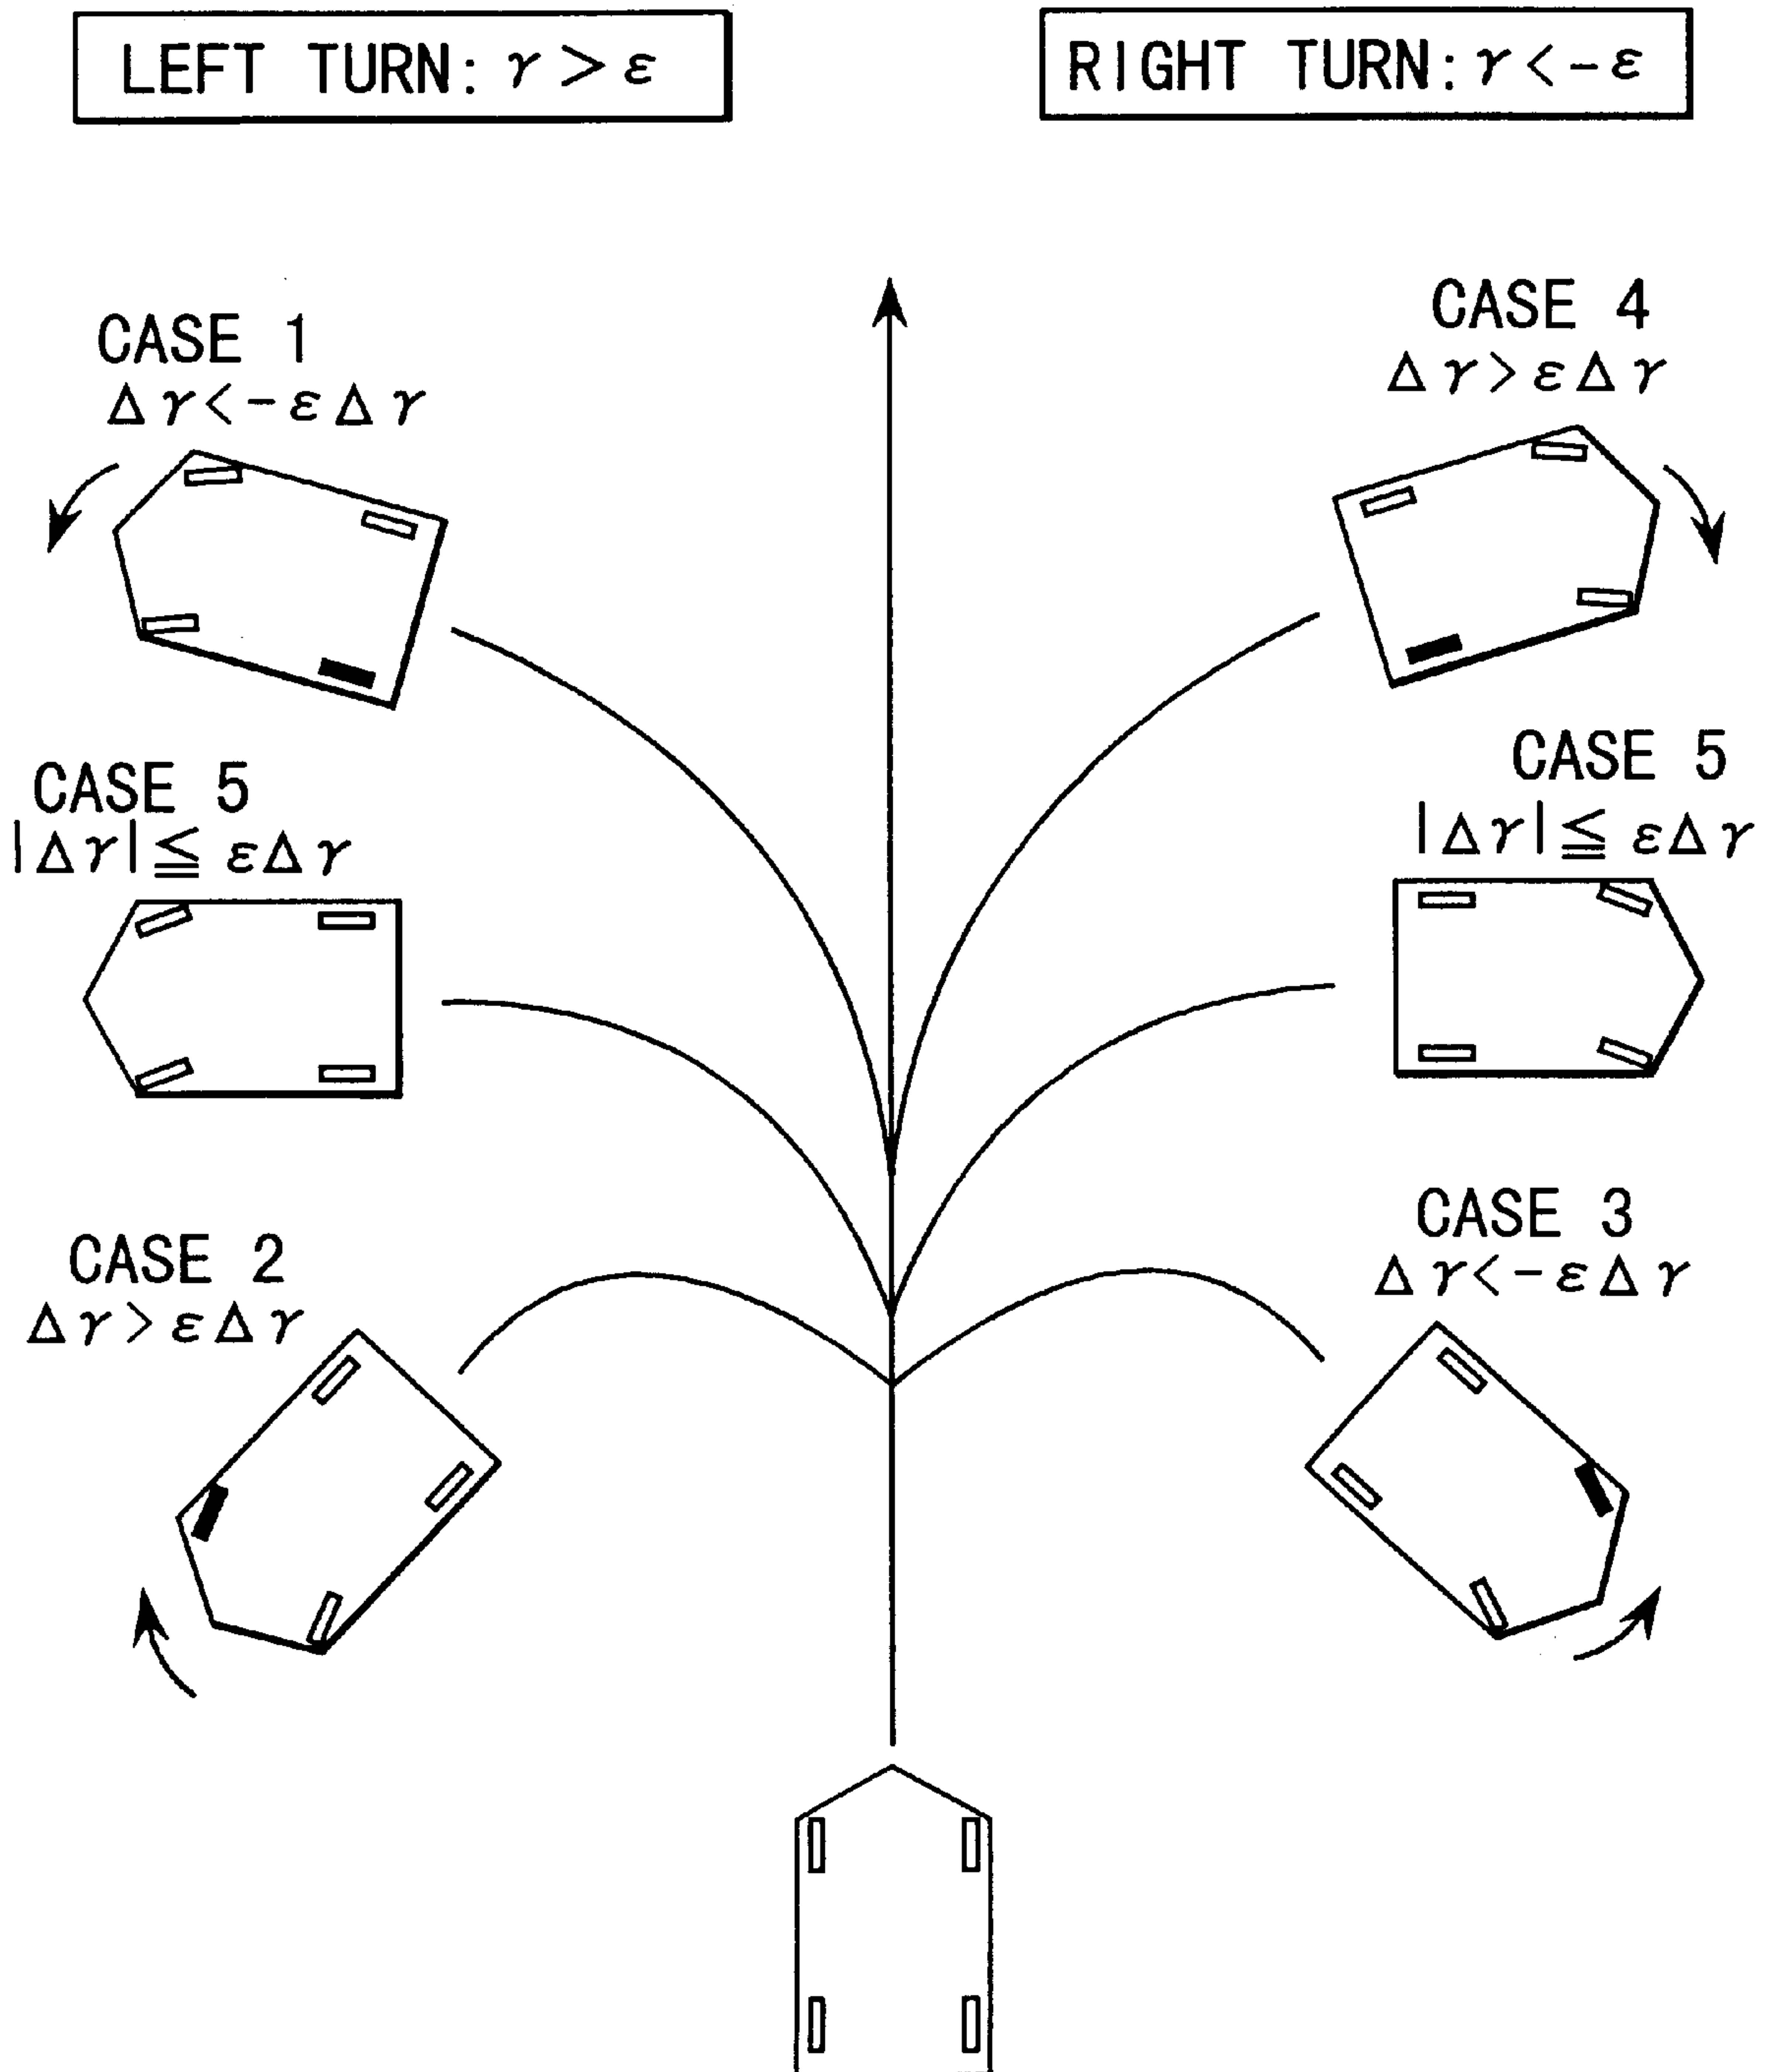 LEFT TURN: γ > ε
RIGHT TURN: γ < - ε
CASE 1
Δγ < - εΔγ
CASE 4
Δγ > εΔγ
CASE 5
|Δγ| ≦ εΔγ
CASE 5
|Δγ| ≦ εΔγ
CASE 2
Δγ > εΔγ
CASE 3
Δγ < - εΔγ